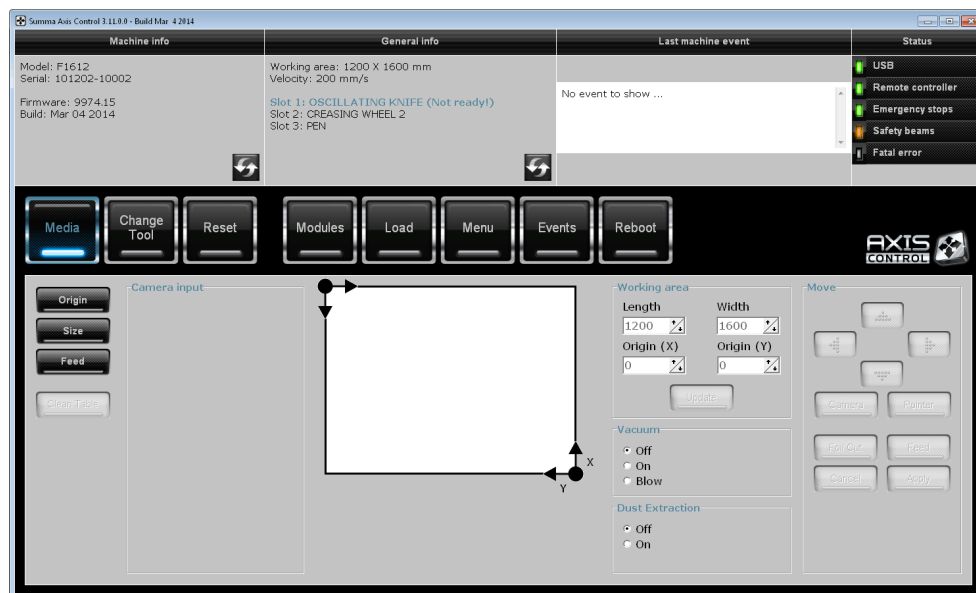 Summa Axis Control 3.11.0.0 - Build Mar 4 2014
Machine info
General info
Last machine event
Status
Model: F1612
Serial: 101202-10002
Firmware: 9974.15
Build: Mar 04 2014
Working area: 1200 X 1600 mm
Velocity: 200 mm/s
Slot 1: OSCILLATING KNIFE (Not ready!)
Slot 2: CREASING WHEEL 2
Slot 3: PEN
No event to show ...
USB
Remote controller
Emergency stops
Safety beams
Fatal error
Media
Change
Tool
Reset
Modules
Load
Menu
Events
Reboot
AXIS
CONTROL
Origin
Size
Feed
Clean Table
Camera input
X
Y
Working area
Length
Width
1200
1600
Origin (X)
Origin (Y)
0
0
Update
Vacuum
Off
On
Blow
Dust Extraction
Off
On
Move
Camera
Pointer
Roll Out
Feed
Cancel
Apply